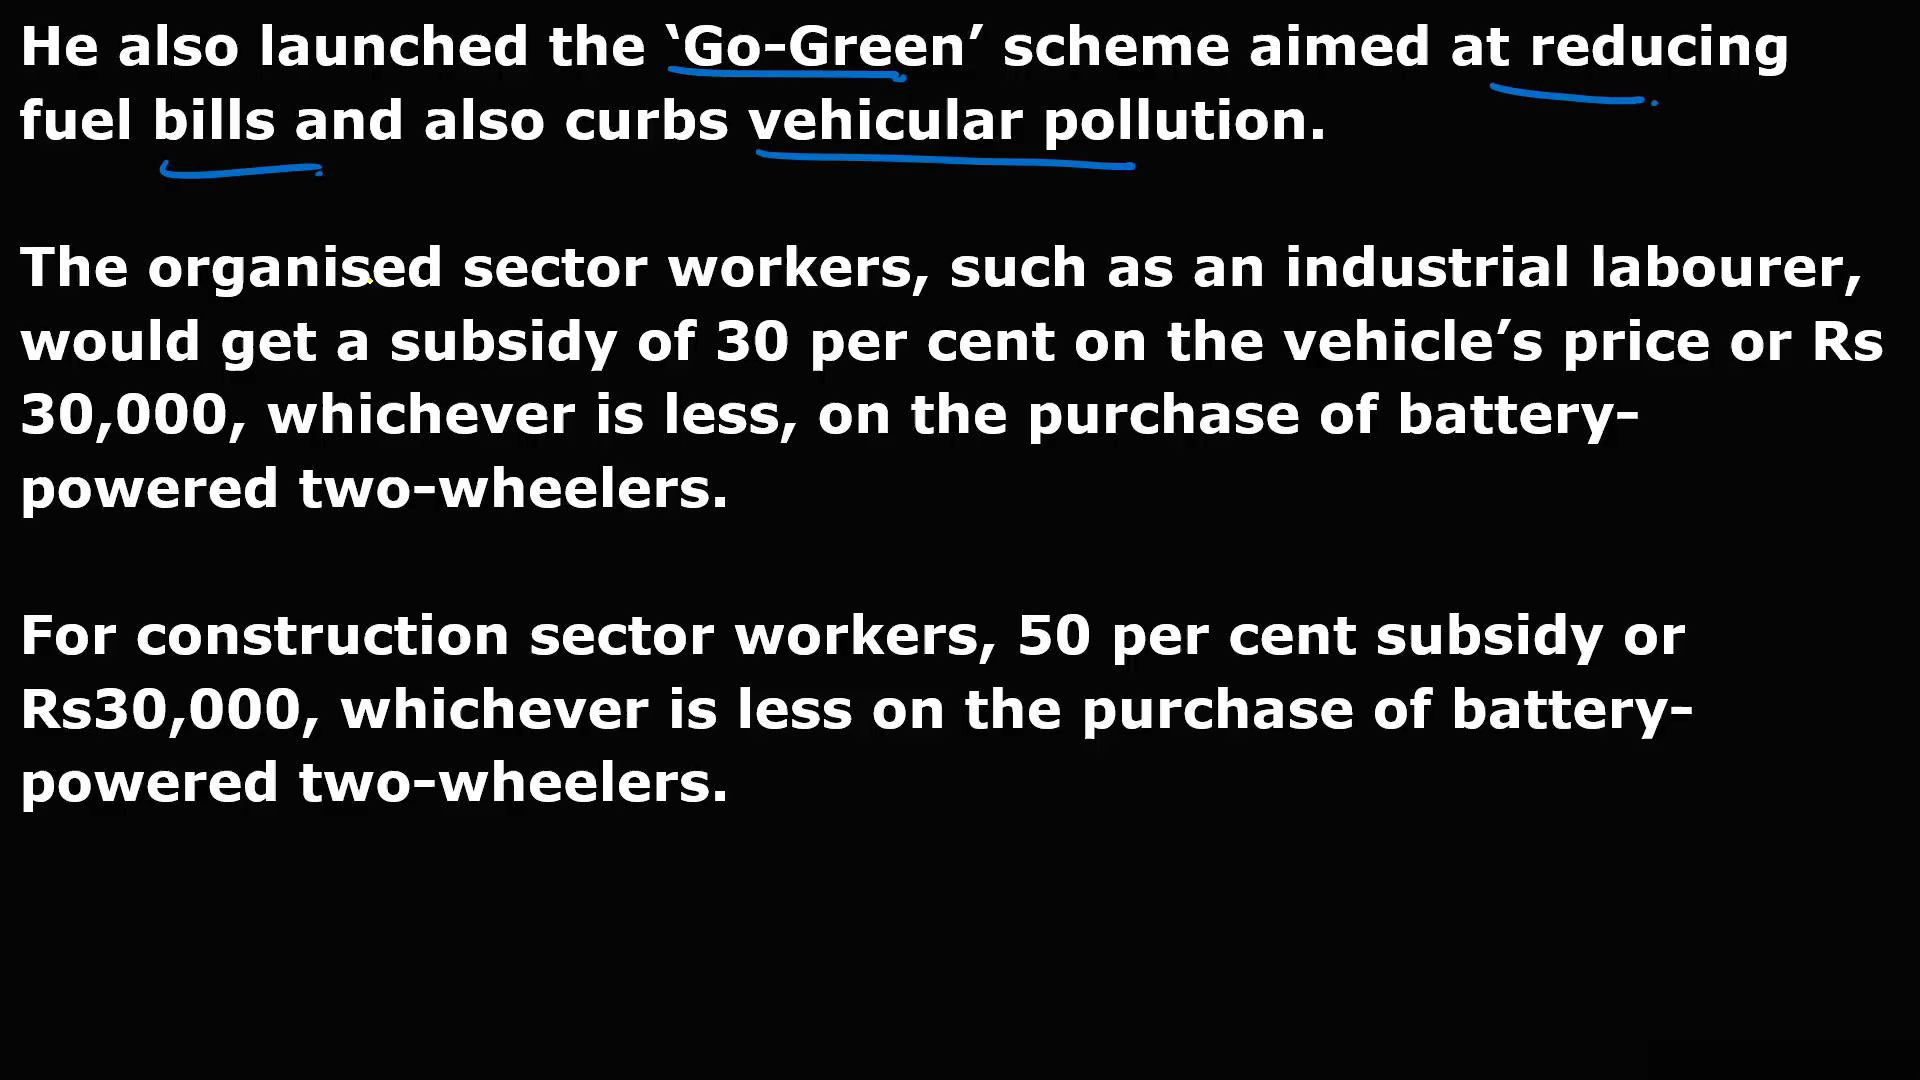 He also launched the ‘Go-Green’ scheme aimed at reducing
fuel bills and also curbs vehicular pollution.
The organised sector workers, such as an industrial labourer,
would get a subsidy of 30 per cent on the vehicle’s price or Rs
30,000, whichever is less, on the purchase of battery-
powered two-wheelers.
For construction sector workers, 50 per cent subsidy or
Rs30,000, whichever is less on the purchase of battery-
powered two-wheelers.